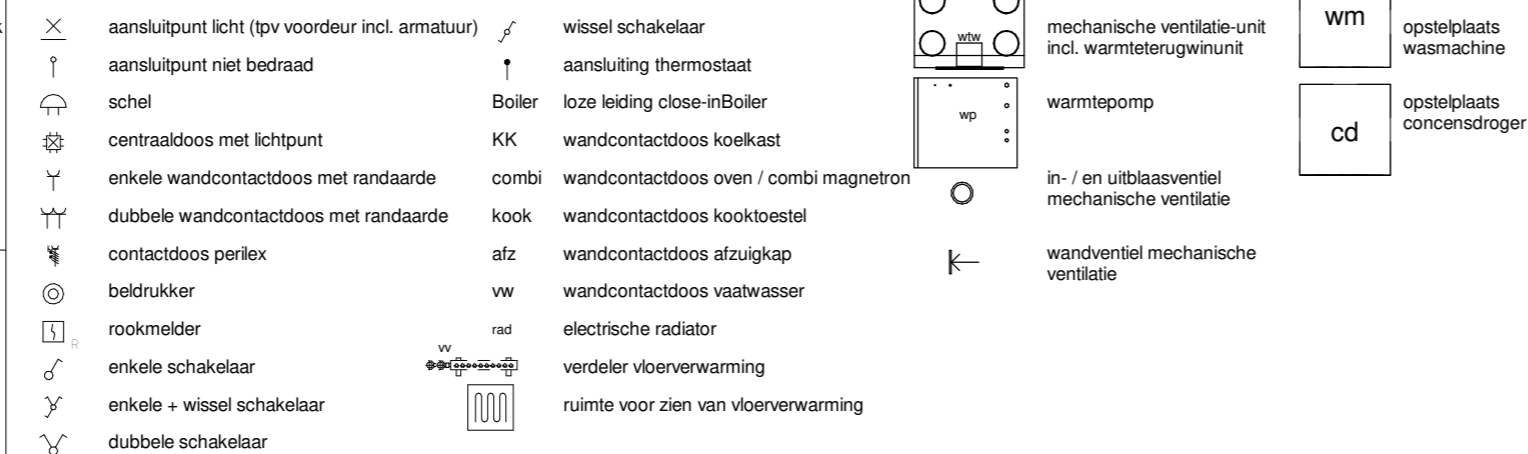 aansluitpunt licht (tpv voordeur incl. armatuur)
aansluitpunt niet bedraad
schel
centraaldoos met lichtpunt
enkele wandcontactdoos met randaarde
dubbele wandcontactdoos met randaarde
contactdoos perilex
beldrukker
R
rookmelder
enkele schakelaar
enkele + wissel schakelaar
dubbele schakelaar
wissel schakelaar
aansluiting thermostaat
Boiler loze leiding close-inBoiler
KK wandcontactdoos koelkast
combi wandcontactdoos oven / combi magnetron
kook wandcontactdoos kooktoestel
afz wandcontactdoos afzuigkap
vw wandcontactdoos vaatwasser
rad electrische radiator
vv
verdeler vloerverwarming
ruimte voor zien van vloerverwarming
wtw
mechanische ventilatie-unit
incl. warmteterugwinunit
wp
warmtepomp
in- / en uitblaasventiel
mechanische ventilatie
wandventiel mechanische
ventilatie
wm
opstelplaats
wasmachine
cd
opstelplaats
concensdroger